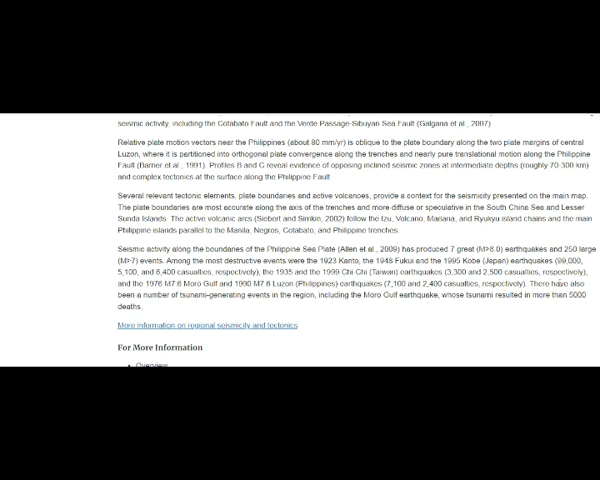 seismic activity, including the Cotabato Fault and the Verde Passage-Sibuyan Sea Fault (Galgana et al., 2007).
Relative plate motion vectors near the Philippines (about 80 mm/yr) is oblique to the plate boundary along the two plate margins of central
Luzon, where it is partitioned into orthogonal plate convergence along the trenches and nearly pure translational motion along the Philippine
Fault (Barrier et al., 1991). Profiles B and C reveal evidence of opposing inclined seismic zones at intermediate depths (roughly 70-300 km)
and complex tectonics at the surface along the Philippine Fault.
Several relevant tectonic elements, plate boundaries and active volcanoes, provide a context for the seismicity presented on the main map.
The plate boundaries are most accurate along the axis of the trenches and more diffuse or speculative in the South China Sea and Lesser
Sunda Islands. The active volcanic arcs (Siebert and Simkin, 2002) follow the Izu, Volcano, Mariana, and Ryukyu island chains and the main
Philippine islands parallel to the Manila, Negros, Cotabato, and Philippine trenches.
Seismic activity along the boundaries of the Philippine Sea Plate (Allen et al., 2009) has produced 7 great (M>8.0) earthquakes and 250 large
(M>7) events. Among the most destructive events were the 1923 Kanto, the 1948 Fukui and the 1995 Kobe (Japan) earthquakes (99,000,
5,100, and 6,400 casualties, respectively), the 1935 and the 1999 Chi-Chi (Taiwan) earthquakes (3,300 and 2,500 casualties, respectively),
and the 1976 M7.6 Moro Gulf and 1990 M7.6 Luzon (Philippines) earthquakes (7,100 and 2,400 casualties, respectively). There have also
been a number of tsunami-generating events in the region, including the Moro Gulf earthquake, whose tsunami resulted in more than 5000
deaths.
More information on regional seismicity and tectonics
For More Information
Overview